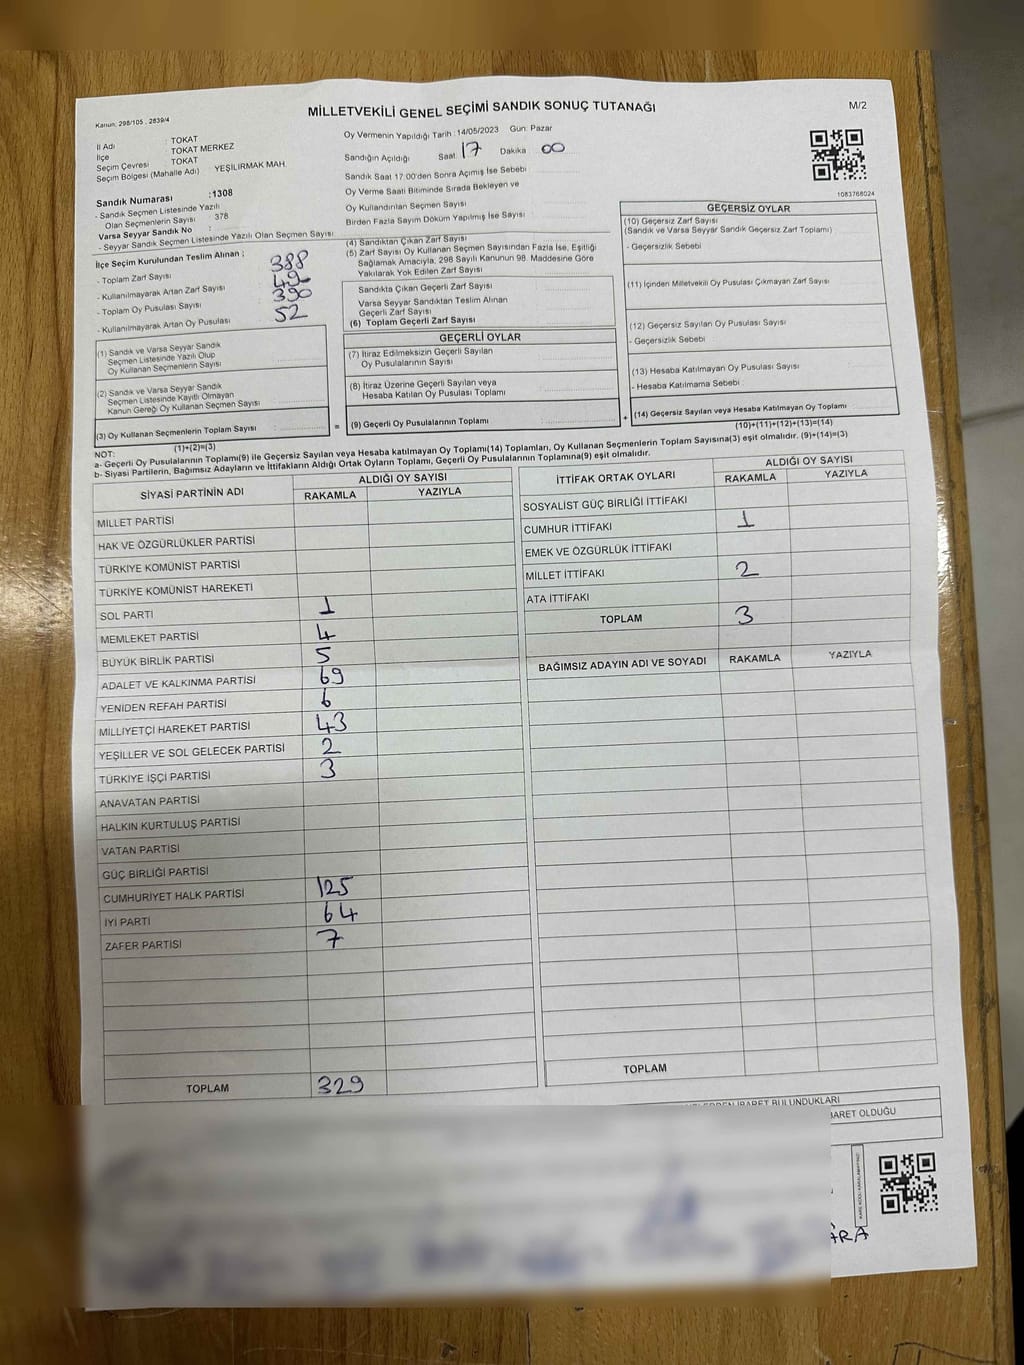 MİLLETVEKİLİ GENEL SEÇİMİ SANDIK SONUÇ TUTANAĞI
M/2
Kanun: 298/105 , 2839/4
İl Adı : TOKAT
İlçe TOKAT MERKEZ
Seçim Çevresi TOKAT
Seçim Bölgesi (Mahalle Adı) YEŞİLIRMAK MAH.
Sandık Numarası :1308
- Sandık Seçmen Listesinde Yazılı
Olan Seçmenlerin Sayısı 378
Varsa Seyyar Sandık No :
- Seyyar Sandık Seçmen Listesinde Yazılı Olan Seçmen Sayısı
Oy Vermenin Yapıldığı Tarih : 14/05/2023 Gün: Pazar
Sandığın Açıldığı Saat: 17 Dakika 00
Sandık Saat 17:00'den Sonra Açımış İse Sebebi
Oy Verme Saati Bitiminde Sırada Bekleyen ve
Oy Kullandırılan Seçmen Sayısı
Birden Fazla Sayım Döküm Yapılmış İse Sayısı
1083768024
İlçe Seçim Kurulundan Teslim Alınan ;
- Toplam Zarf Sayısı 388
- Kullanılmayarak Artan Zarf Sayısı 49
- Toplam Oy Pusulası Sayısı 390
- Kullanılmayarak Artan Oy Pusulası 52
(1) Sandık ve Varsa Seyyar Sandık
Seçmen Listesinde Yazılı Olup
Oy Kullanan Seçmenlerin Sayısı
(2) Sandık ve Varsa Seyyar Sandık
Seçmen Listesinde Kayıtlı Olmayan
Kanun Gereği Oy Kullanan Seçmen Sayısı
(3) Oy Kullanan Seçmenlerin Toplam Sayısı :
(1)+(2)=(3)
(4) Sandıktan Çıkan Zarf Sayısı
(5) Zarf Sayısı Oy Kullanan Seçmen Sayısından Fazla İse, Eşitliği
Sağlamak Amacıyla, 298 Sayılı Kanunun 98. Maddesine Göre
Yakılarak Yok Edilen Zarf Sayısı
Sandıkta Çıkan Geçerli Zarf Sayısı
Varsa Seyyar Sandıktan Teslim Alınan
Geçerli Zarf Sayısı
(6) Toplam Geçerli Zarf Sayısı
GEÇERLİ OYLAR
(7) İtiraz Edilmeksizin Geçerli Sayılan
Oy Pusulalarının Sayısı
(8) İtiraz Üzerine Geçerli Sayılan veya
Hesaba Katılan Oy Pusulası Toplamı
= (9) Geçerli Oy Pusulalarının Toplamı
GEÇERSİZ OYLAR
(10) Geçersiz Zarf Sayısı
(Sandık ve Varsa Seyyar Sandık Geçersiz Zarf Toplamı)
- Geçersizlik Sebebi
(11) İçinden Milletvekili Oy Pusulası Çıkmayan Zarf Sayısı
(12) Geçersiz Sayılan Oy Pusulası Sayısı
- Geçersizlik Sebebi
(13) Hesaba Katılmayan Oy Pusulası Sayısı
- Hesaba Katılmama Sebebi
+ (14) Geçersiz Sayılan veya Hesaba Katılmayan Oy Toplamı
(10)+(11)+(12)+(13)=(14)
NOT:
a- Geçerli Oy Pusulalarının Toplamı(9) ile Geçersiz Sayılan veya Hesaba katılmayan Oy Toplamı(14) Toplamları, Oy Kullanan Seçmenlerin Toplam Sayısına(3) eşit olmalıdır. (9)+(14)=(3)
b- Siyasi Partilerin, Bağımsız Adayların ve İttifakların Aldığı Ortak Oyların Toplamı, Geçerli Oy Pusulalarının Toplamına(9) eşit olmalıdır.
SİYASİ PARTİNİN ADI ALDIĞI OY SAYISI
RAKAMLA YAZIYLA
MİLLET PARTİSİ
HAK VE ÖZGÜRLÜKLER PARTİSİ
TÜRKİYE KOMÜNİST PARTİSİ
TÜRKİYE KOMÜNİST HAREKETİ
SOL PARTİ 1
MEMLEKET PARTİSİ 4
BÜYÜK BİRLİK PARTİSİ 5
ADALET VE KALKINMA PARTİSİ 69
YENİDEN REFAH PARTİSİ 6
MİLLİYETÇİ HAREKET PARTİSİ 43
YEŞİLLER VE SOL GELECEK PARTİSİ 2
TÜRKİYE İŞÇİ PARTİSİ 3
ANAVATAN PARTİSİ
HALKIN KURTULUŞ PARTİSİ
VATAN PARTİSİ
GÜÇ BİRLİĞİ PARTİSİ
CUMHURİYET HALK PARTİSİ 125
İYİ PARTİ 64
ZAFER PARTİSİ 7
TOPLAM 329
İTTİFAK ORTAK OYLARI ALDIĞI OY SAYISI
RAKAMLA YAZIYLA
SOSYALİST GÜÇ BİRLİĞİ İTTİFAKI
CUMHUR İTTİFAKI 1
EMEK VE ÖZGÜRLÜK İTTİFAKI
MİLLET İTTİFAKI 2
ATA İTTİFAKI
TOPLAM 3
BAĞIMSIZ ADAYIN ADI VE SOYADI RAKAMLA YAZIYLA
TOPLAM
İBARET BULUNDUKLARI
BARET OLDUĞU
ARA